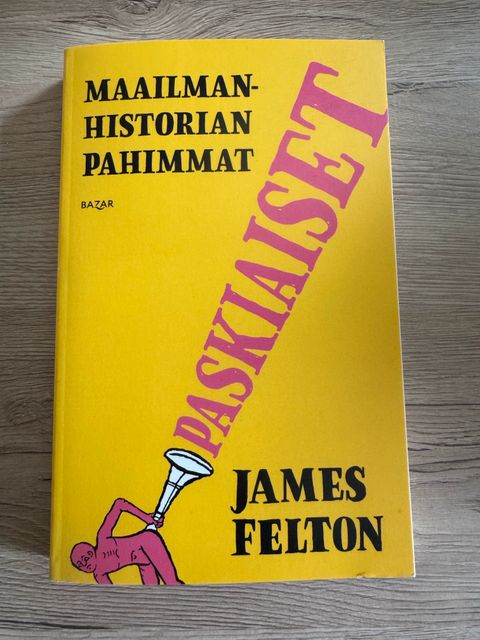 MAAILMAN-
HISTORIAN
PAHIMMAT
PASKIAISET
BAZAR
JAMES
FELTON